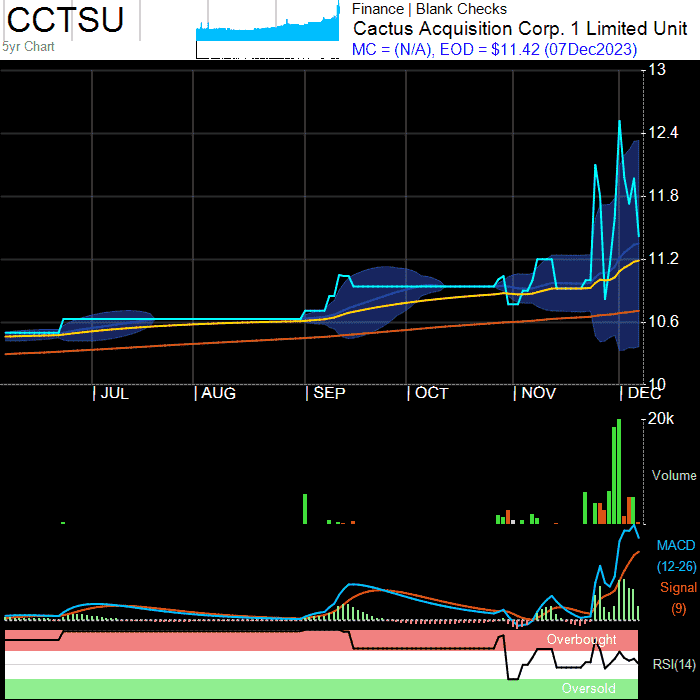 CCTSU
5yr Chart
Finance | Blank Checks
Cactus Acquisition Corp. 1 Limited Unit
MC = (N/A), EOD = $11.42 (07Dec2023)
13
12.4
11.8
11.2
10.6
10
JUL
AUG
SEP
OCT
NOV
DEC
20k
Volume
MACD
(12-26)
Signal
(9)
Overbought
RSI(14)
Oversold